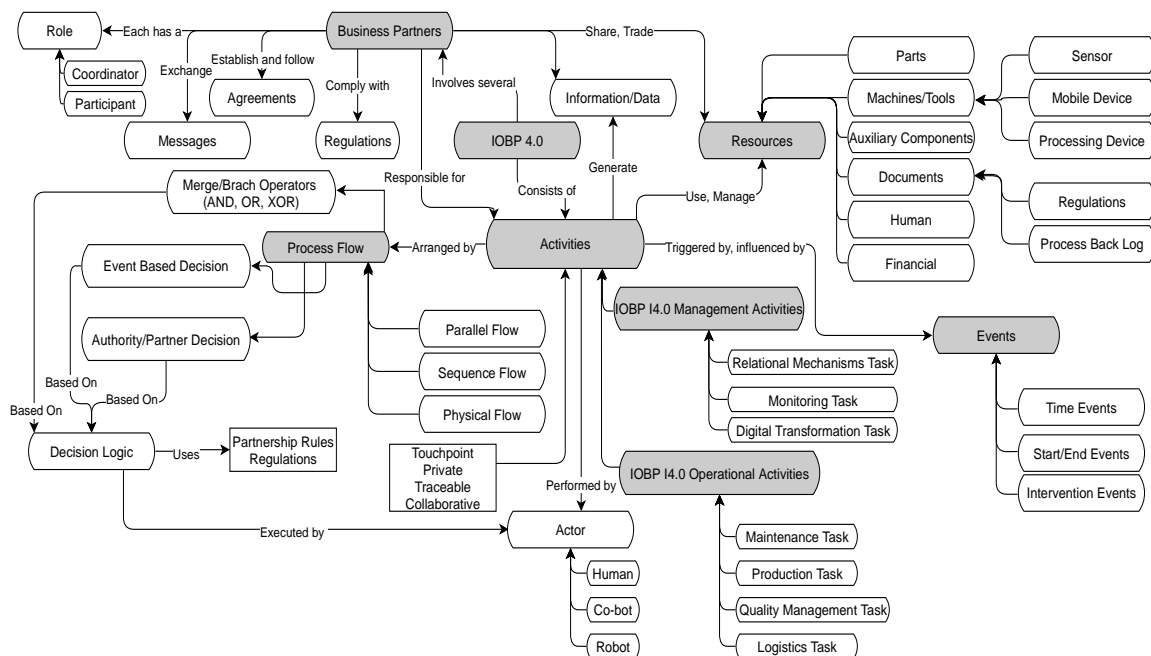 Role
Each has a
Business Partners
Share, Trade
Coordinator
Participant
Exchange
Establish and follow
Agreements
Comply with
Involves several
Information/Data
Messages
Regulations
IOBP 4.0
Resources
Parts
Machines/Tools
Auxiliary Components
Documents
Human
Financial
Sensor
Mobile Device
Processing Device
Regulations
Process Back Log
Generate
Responsible for
Consists of
Use, Manage
Merge/Brach Operators
(AND, OR, XOR)
Process Flow
Arranged by
Activities
Triggered by, influenced by
Event Based Decision
Authority/Partner Decision
Parallel Flow
Sequence Flow
Physical Flow
IOBP I4.0 Management Activities
Relational Mechanisms Task
Monitoring Task
Digital Transformation Task
Events
Time Events
Start/End Events
Intervention Events
Based On
Based On
Based On
Decision Logic
Uses
Partnership Rules
Regulations
Touchpoint
Private
Traceable
Collaborative
Performed by
IOBP I4.0 Operational Activities
Maintenance Task
Production Task
Quality Management Task
Logistics Task
Executed by
Actor
Human
Co-bot
Robot